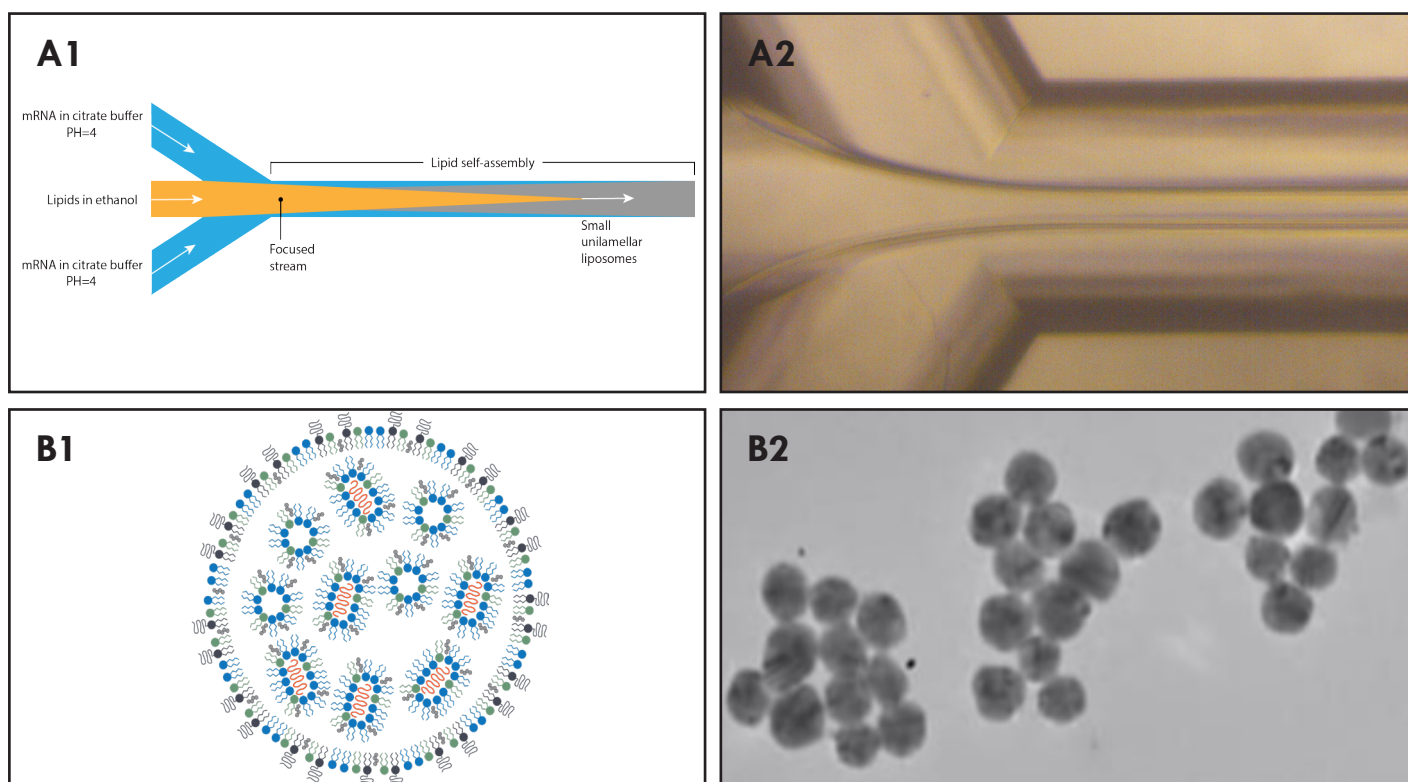 A1
mRNA in citrate buffer
PH=4
Lipids in ethanol
mRNA in citrate buffer
PH=4
Lipid self-assembly
Focused
stream
Small
unilamellar
liposomes
A2
B1
B2